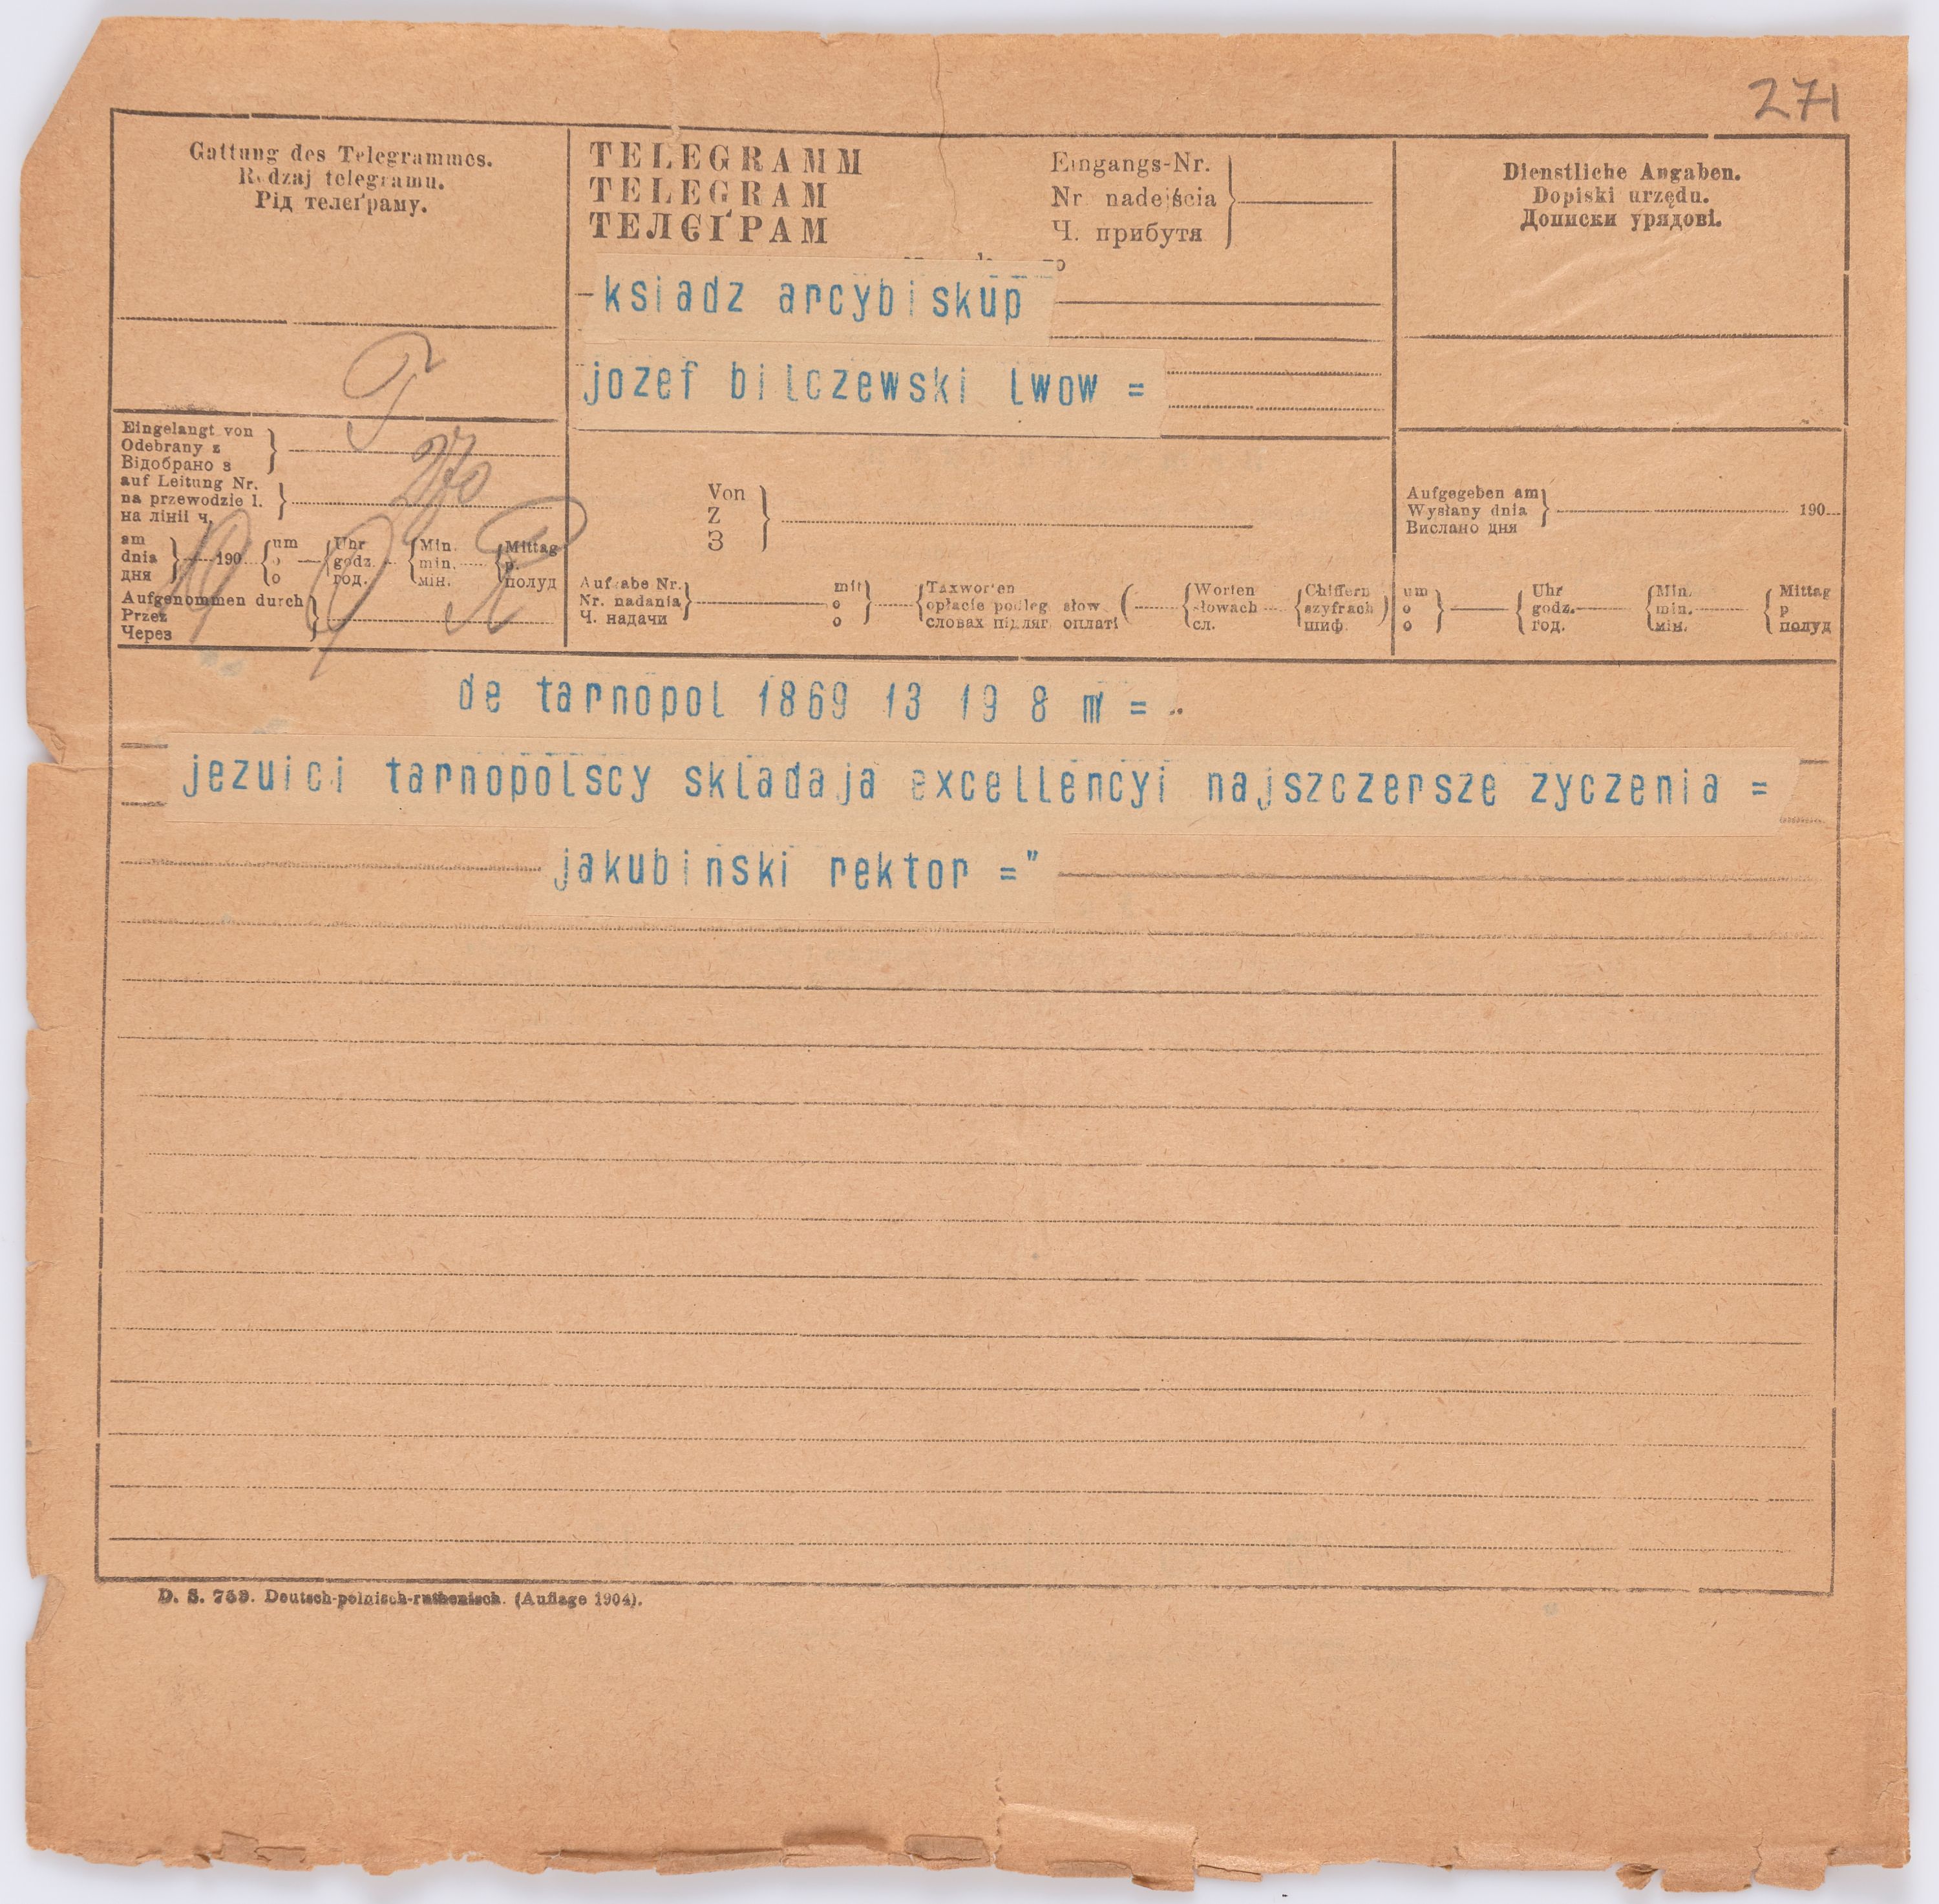 271
Gattung des Telegrammes.
Rodzaj telegramu.
Рід телеґраму.
TELEGRAMM
TELEGRAM
ТЕЛЄҐРАМ
Eingangs-Nr.
Nr. nadejścia
Ч. прибутя
Dienstliche Angaben.
Dopiski urzędu.
Дописки урядові.
ksiadz arcybiskup
jozef bilczewski lwow =
Eingelangt von
Odebrany z
Відобрано з
auf Leitung Nr.
na przewodzie l.
на лінії ч.
am dnia дня 190 um o o Uhr godz. год. Min. min. мін. Mittag p. полуд
Aufgenommen durch
Przez
Через
Von
Z
З
Aufgabe Nr. mit Taxworten Worten Chiffern
Nr. nadania o opłacie podleg. słow. słowach szyfrach
Ч. надачи о словах підляг. оплаті сл. шиф.
Aufgegeben am
Wysłany dnia 190
Вислано дня
um Uhr Min. Mittag
o godz. min. p
о год. мін. полуд
de tarnopol 1869 13 19 8 m =
jezuici tarnopolscy skladaja excellencyi najszczersze zyczenia =
jakubinski rektor ="
D. S. 739. Deutsch-polnisch-ruthenisch. (Auflage 1904).